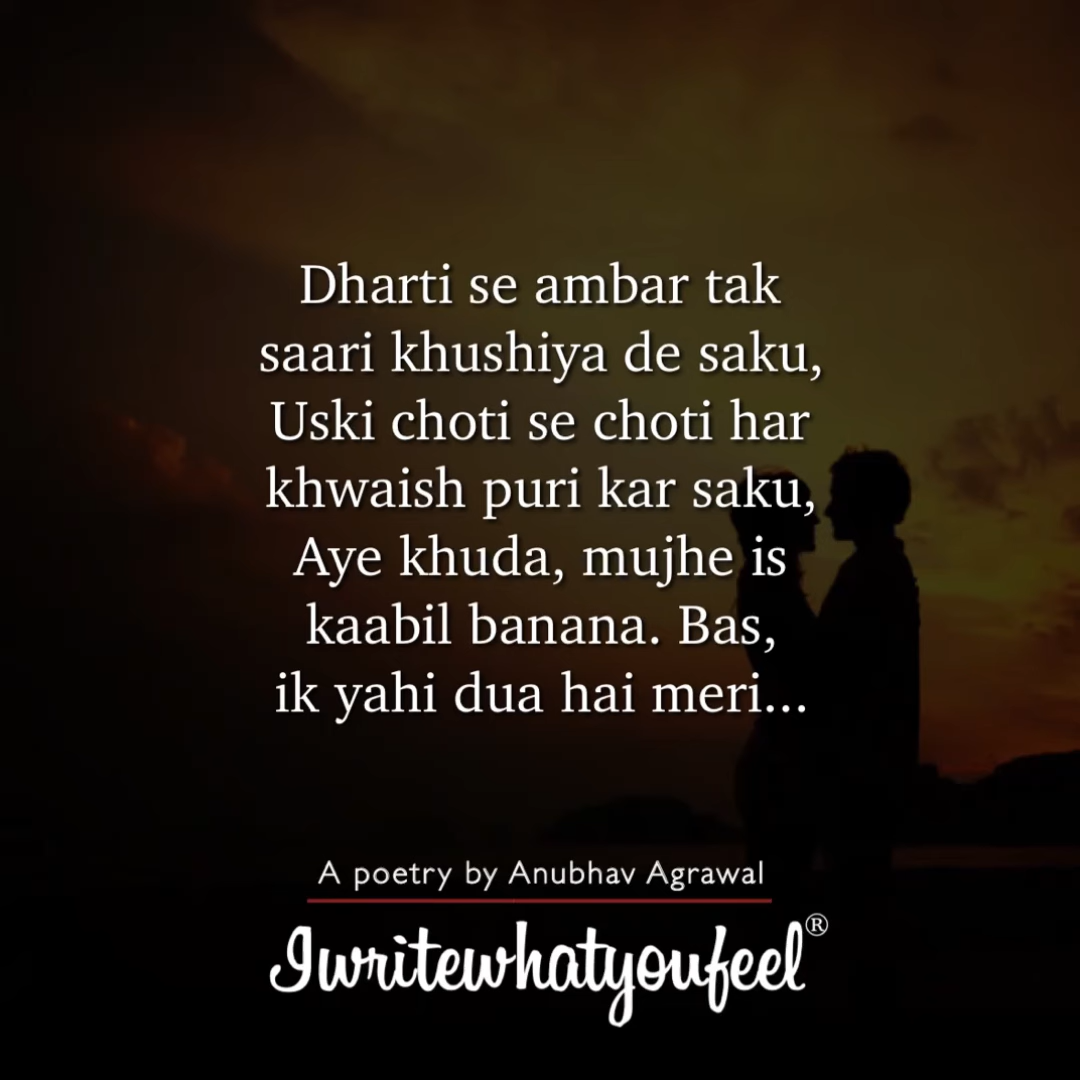 Dharti se ambar tak
saari khushiya de saku,
Uski choti se choti har
khwaish puri kar saku,
Aye khuda, mujhe is
kaabil banana. Bas,
ik yahi dua hai meri...
A poetry by Anubhav Agrawal
Iwritewhatyoufeel®